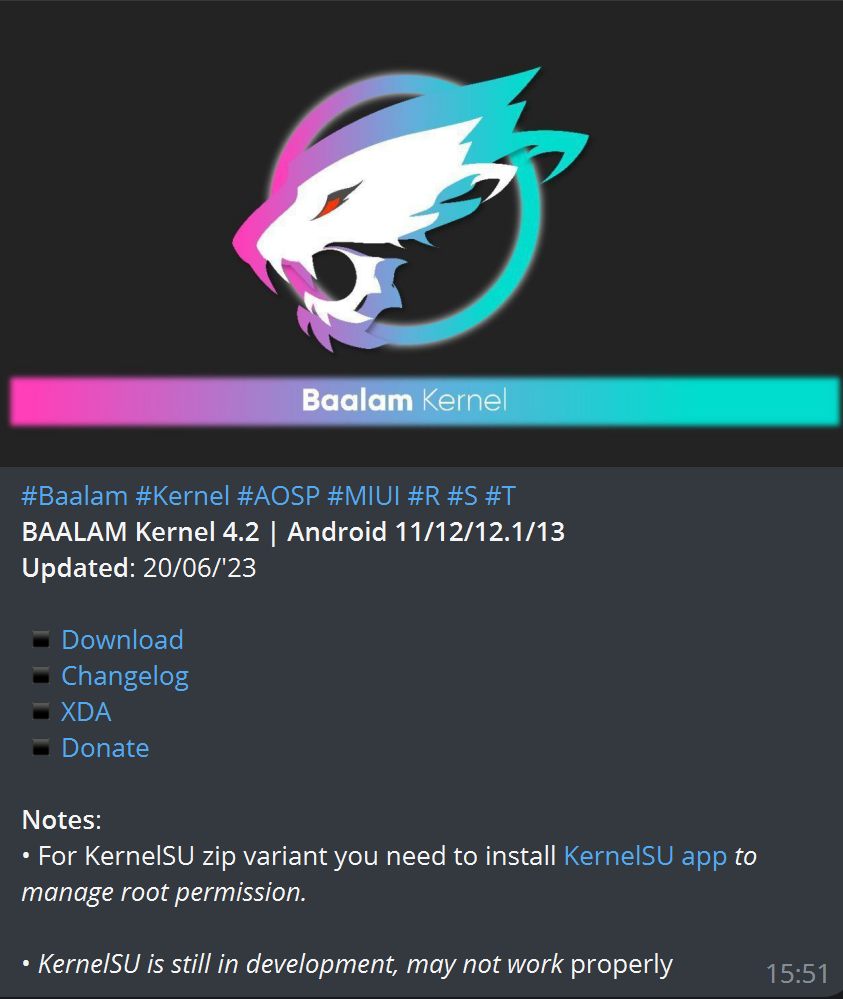 Baalam Kernel
#Baalam #Kernel #AOSP #MIUI #R #S #T
BAALAM Kernel 4.2 | Android 11/12/12.1/13
Updated: 20/06/'23
Download
Changelog
XDA
Donate
Notes:
• For KernelSU zip variant you need to install KernelSU app to
manage root permission.
• KernelSU is still in development, may not work properly
15:51